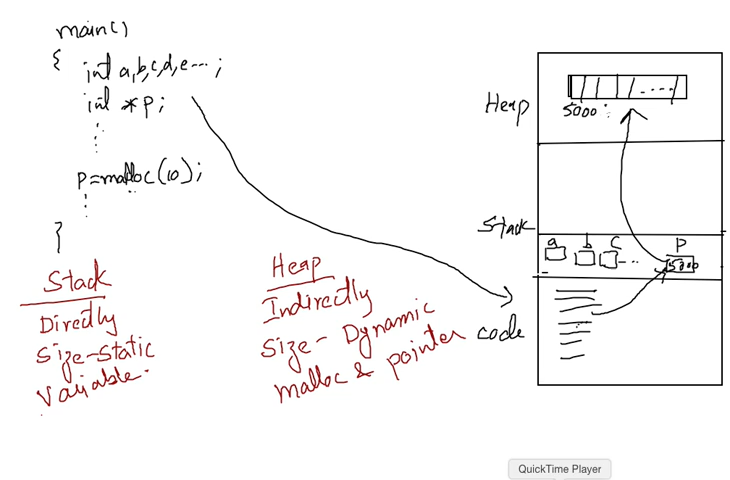 main()
{
int a,b,c,d,e...;
int *p;
p=malloc(10);
}
Stack
Directly
Size-Static
Variable.
Heap
Indirectly
Size- Dynamic
malloc & pointer
Heap
5000
Stack
a b c ... P
5000
code
QuickTime Player